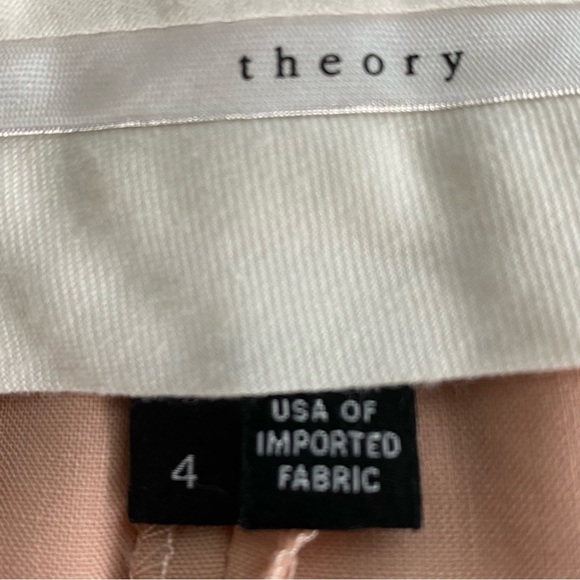 theory
4
USA OF
IMPORTED
FABRIC